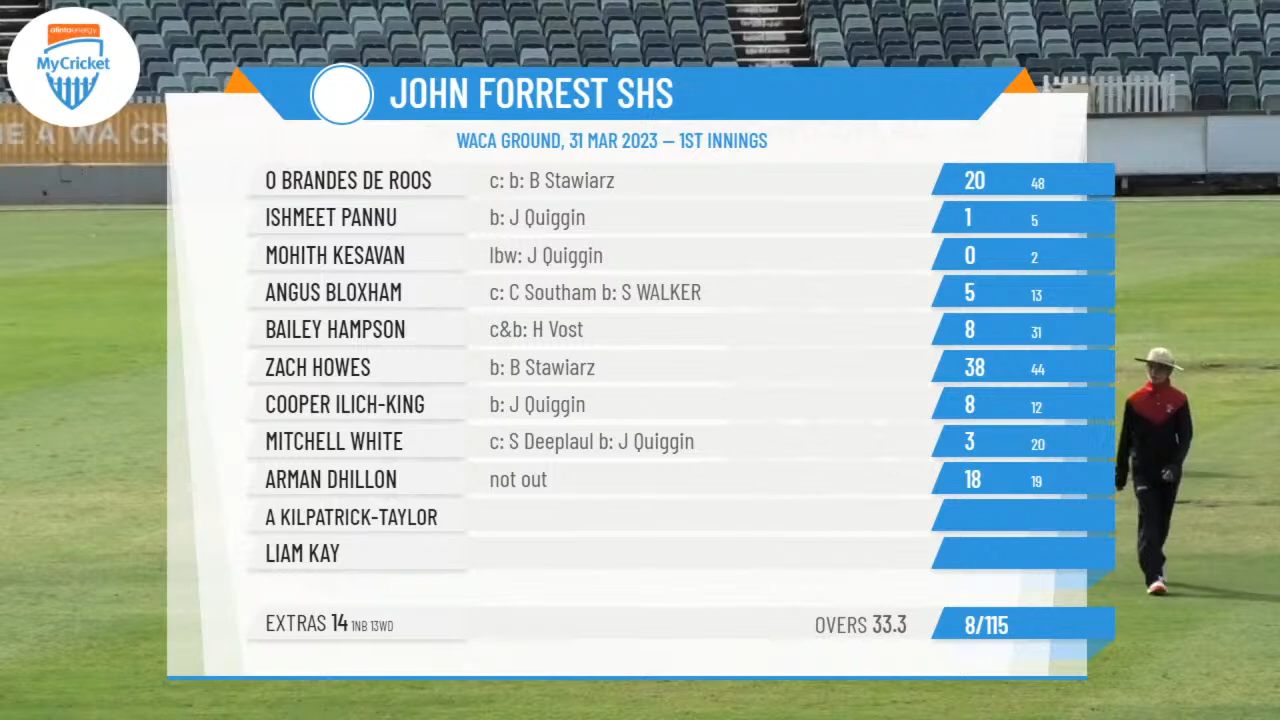 alintaenergy
MyCricket
JOHN FORREST SHS
WACA GROUND, 31 MAR 2023 – 1ST INNINGS
O BRANDES DE ROOS c: b: B Stawiarz 20 48
ISHMEET PANNU b: J Quiggin 1 5
MOHITH KESAVAN lbw: J Quiggin 0 2
ANGUS BLOXHAM c: C Southam b: S WALKER 5 13
BAILEY HAMPSON c&b: H Vost 8 31
ZACH HOWES b: B Stawiarz 38 44
COOPER ILICH-KING b: J Quiggin 8 12
MITCHELL WHITE c: S Deeplaul b: J Quiggin 3 20
ARMAN DHILLON not out 18 19
A KILPATRICK-TAYLOR
LIAM KAY
EXTRAS 14 1NB 13WD OVERS 33.3 8/115